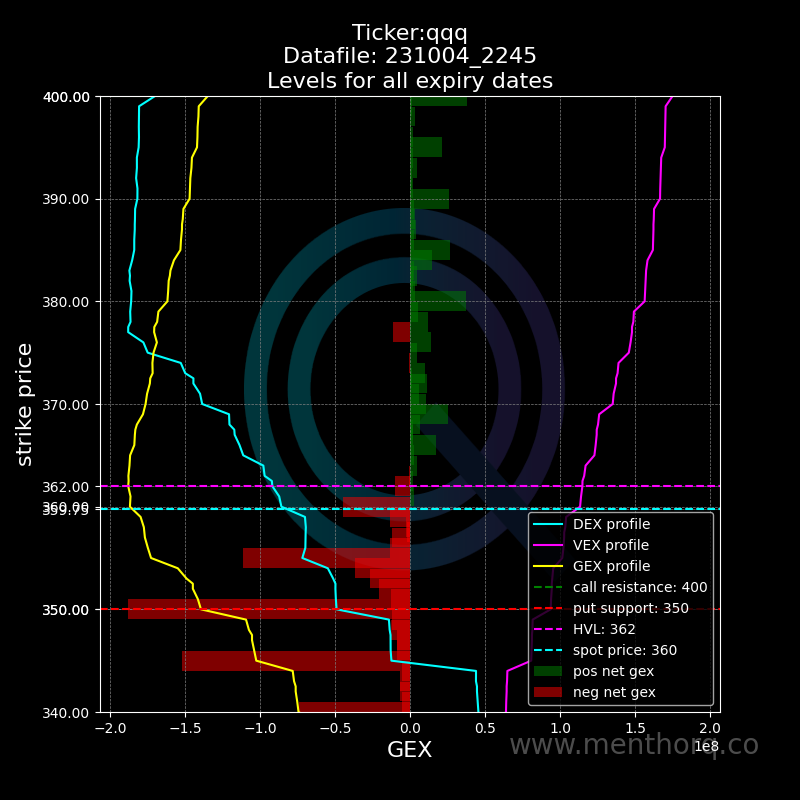 Ticker:qqq
Datafile: 231004_2245
Levels for all expiry dates
400.00
390.00
380.00
370.00
362.00
360.00
350.00
340.00
strike price
DEX profile
VEX profile
GEX profile
call resistance: 400
put support: 350
HVL: 362
spot price: 360
pos net gex
neg net gex
−2.0 −1.5 −1.0 −0.5 0.0 0.5 1.0 1.5 2.0
1e8
GEX
www.menthorq.co